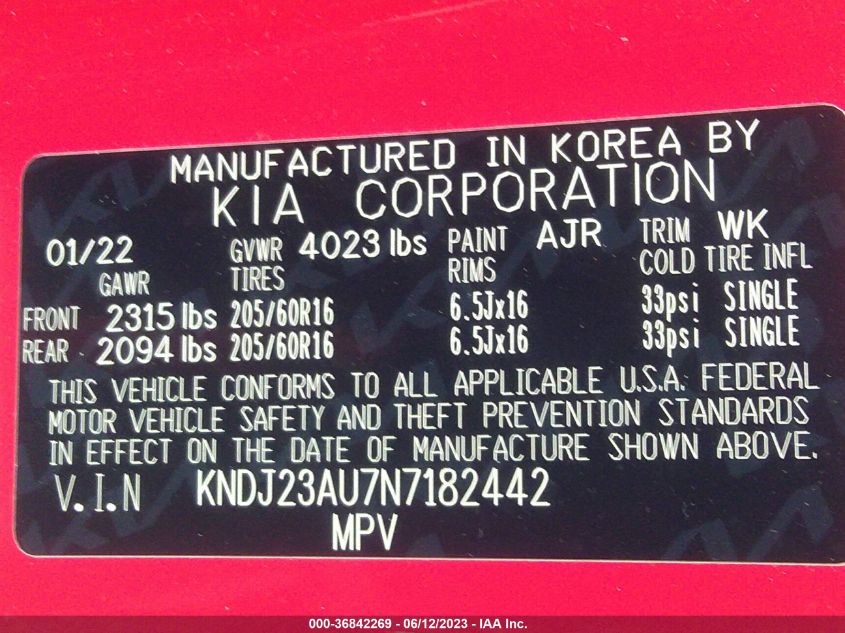 MANUFACTURED IN KOREA BY
KIA CORPORATION
01/22 GVWR 4023 lbs PAINT AJR TRIM WK
GAWR TIRES RIMS COLD TIRE INFL
FRONT 2315 lbs 205/60R16 6.5Jx16 33psi SINGLE
REAR 2094 lbs 205/60R16 6.5Jx16 33psi SINGLE
THIS VEHICLE CONFORMS TO ALL APPLICABLE U.S.A. FEDERAL
MOTOR VEHICLE SAFETY AND THEFT PREVENTION STANDARDS
IN EFFECT ON THE DATE OF MANUFACTURE SHOWN ABOVE.
V.I.N KNDJ23AU7N7182442
MPV
000-36842269 - 06/12/2023 - IAA Inc.